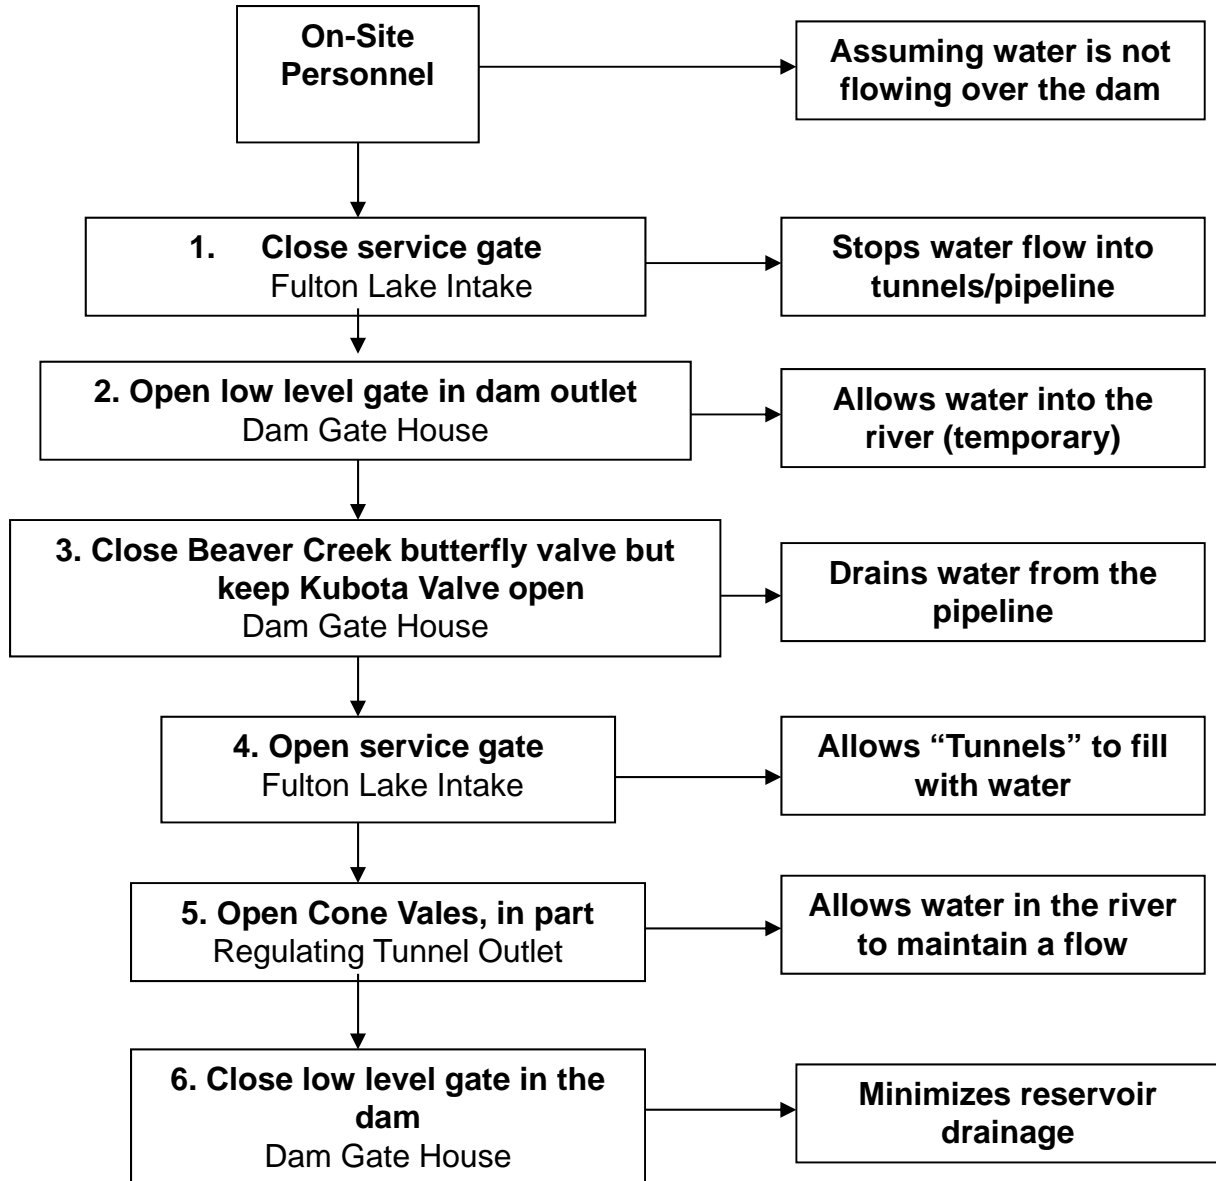 On-Site
Personnel
Assuming water is not
flowing over the dam
1. Close service gate
Fulton Lake Intake
Stops water flow into
tunnels/pipeline
2. Open low level gate in dam outlet
Dam Gate House
Allows water into the
river (temporary)
3. Close Beaver Creek butterfly valve but
keep Kubota Valve open
Dam Gate House
Drains water from the
pipeline
4. Open service gate
Fulton Lake Intake
Allows “Tunnels” to fill
with water
5. Open Cone Vales, in part
Regulating Tunnel Outlet
Allows water in the river
to maintain a flow
6. Close low level gate in the
dam
Dam Gate House
Minimizes reservoir
drainage